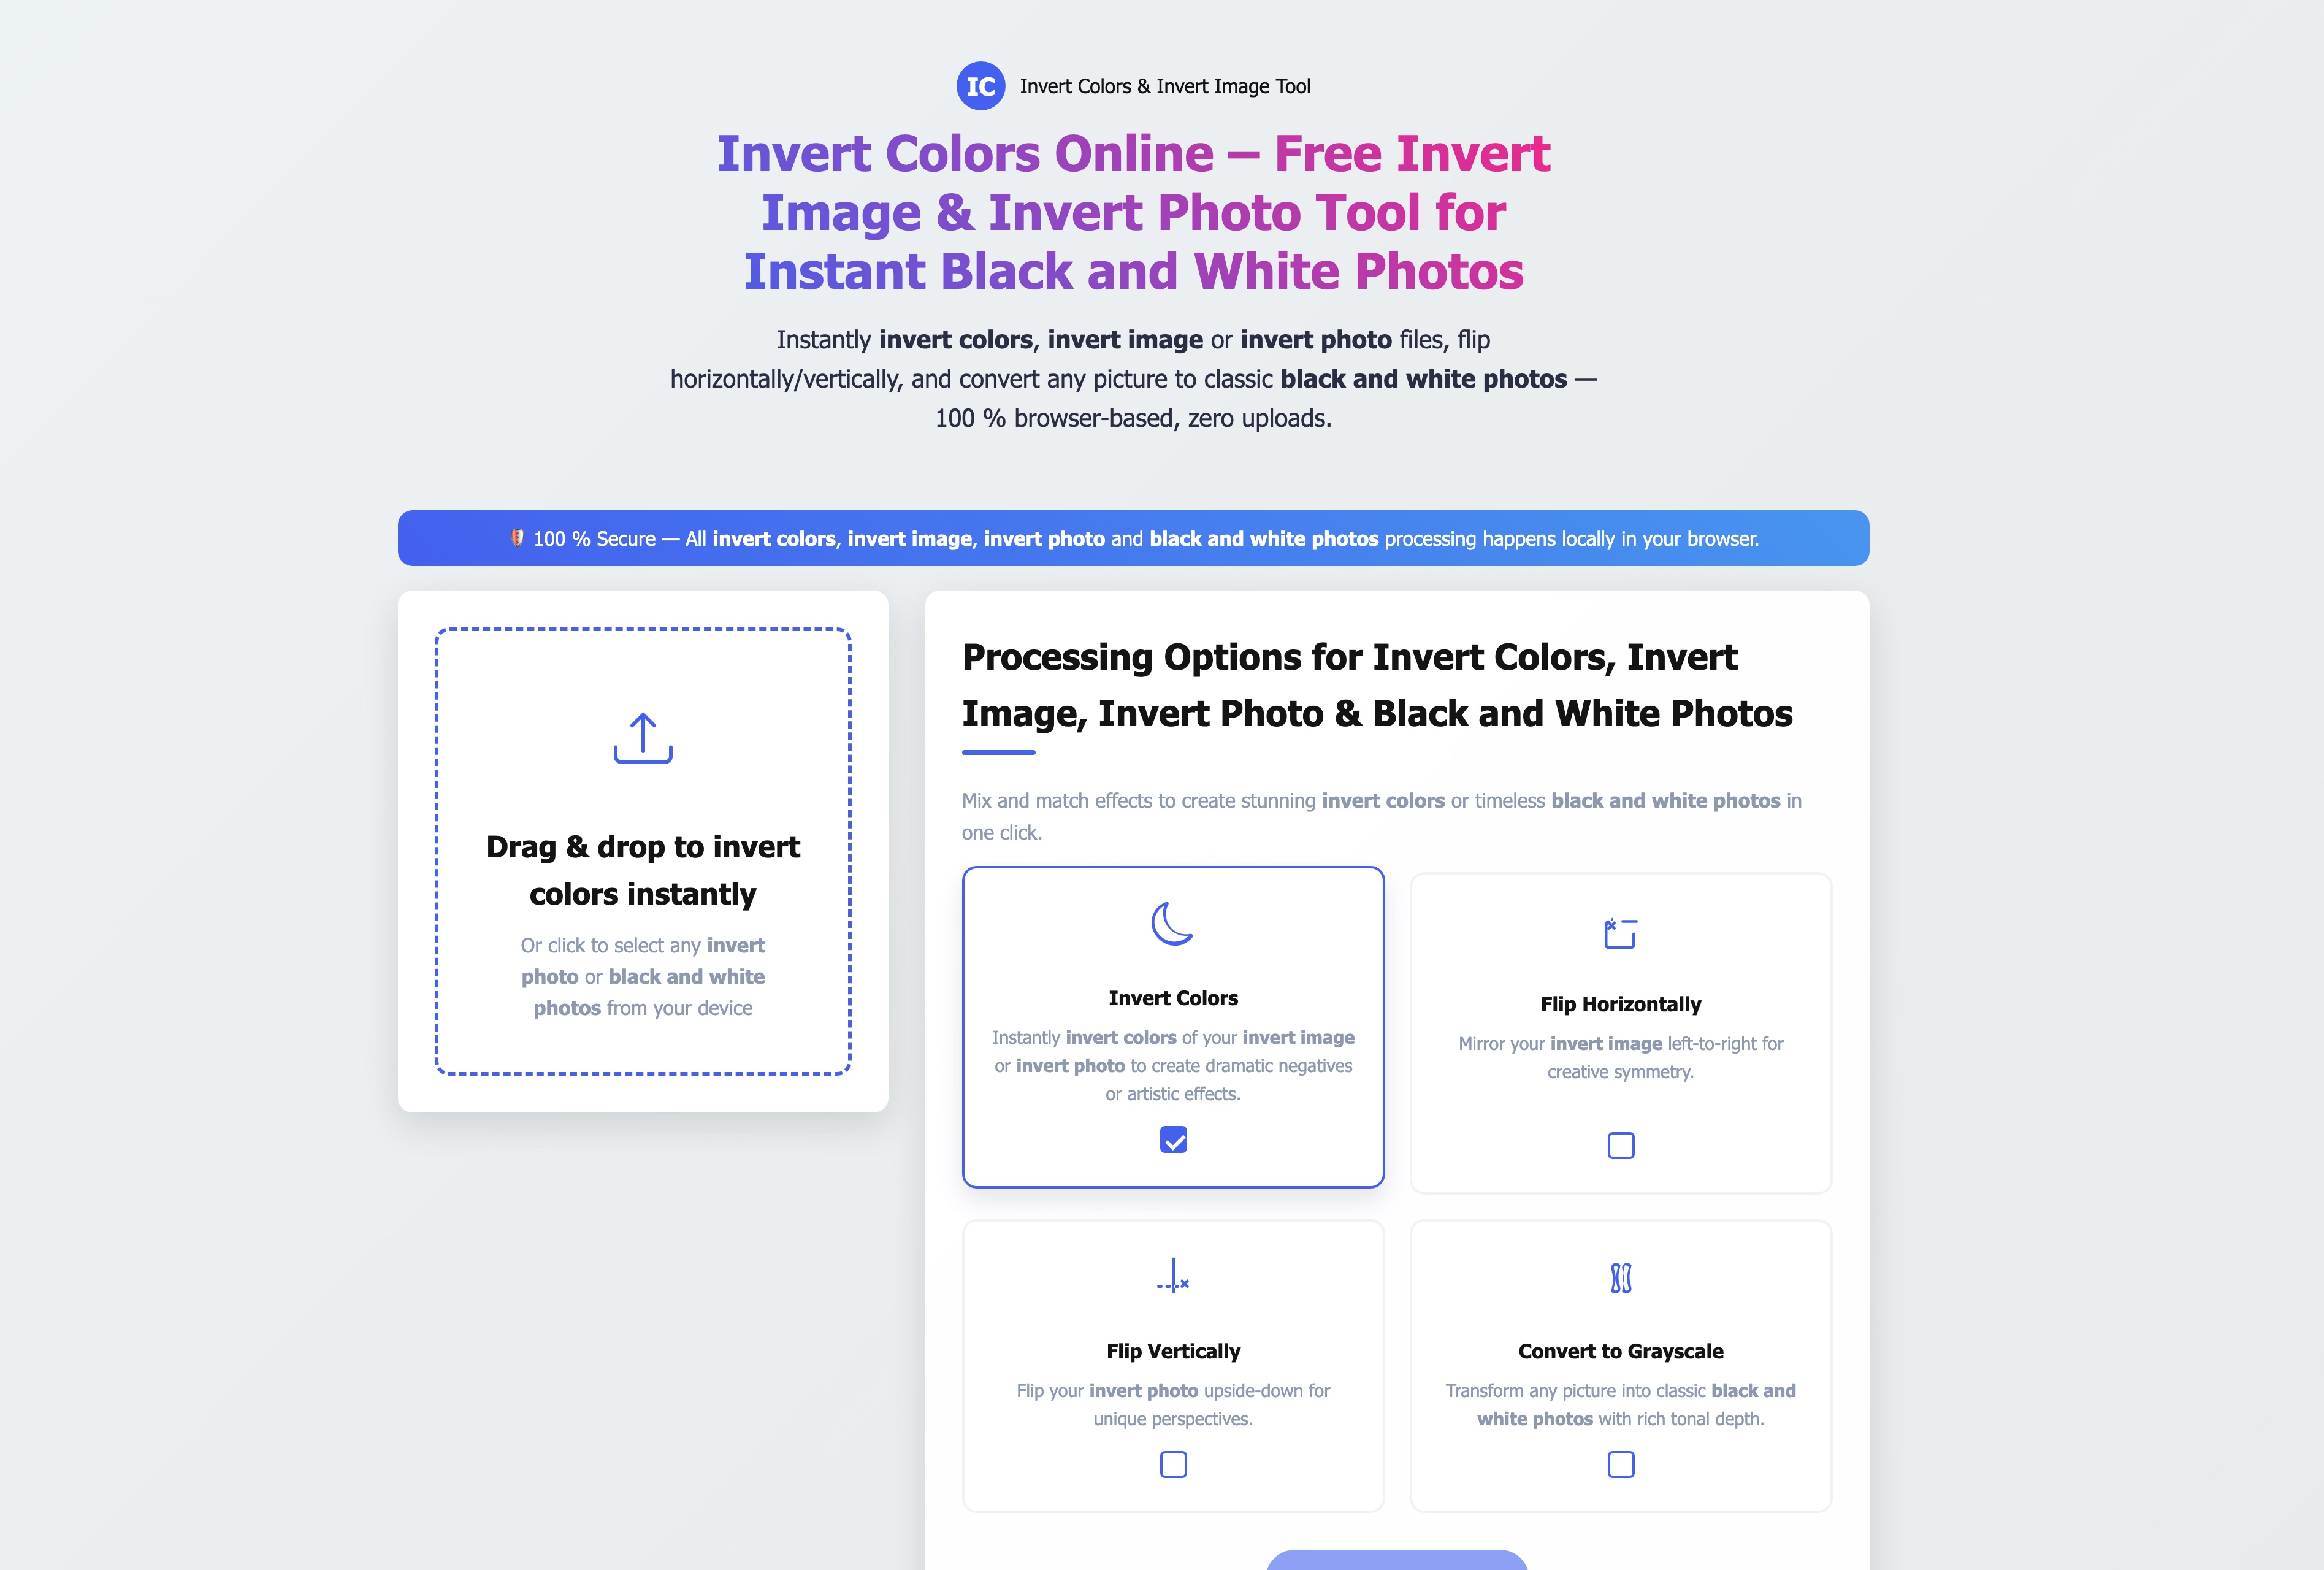 IC
Invert Colors & Invert Image Tool
Invert Colors Online — Free Invert
Image & Invert Photo Tool for
Instant Black and White Photos
Instantly invert colors, invert image or invert photo files, flip
horizontally/vertically, and convert any picture to classic black and white photos —
100 % browser-based, zero uploads.
100 % Secure — All invert colors, invert image, invert photo and black and white photos processing happens locally in your browser.
Drag & drop to invert
colors instantly
Or click to select any invert
photo or black and white
photos from your device
Processing Options for Invert Colors, Invert
Image, Invert Photo & Black and White Photos
Mix and match effects to create stunning invert colors or timeless black and white photos in
one click.
Invert Colors
Instantly invert colors of your invert image
or invert photo to create dramatic negatives
or artistic effects.
Flip Horizontally
Mirror your invert image left-to-right for
creative symmetry.
Flip Vertically
Flip your invert photo upside-down for
unique perspectives.
Convert to Grayscale
Transform any picture into classic black and
white photos with rich tonal depth.